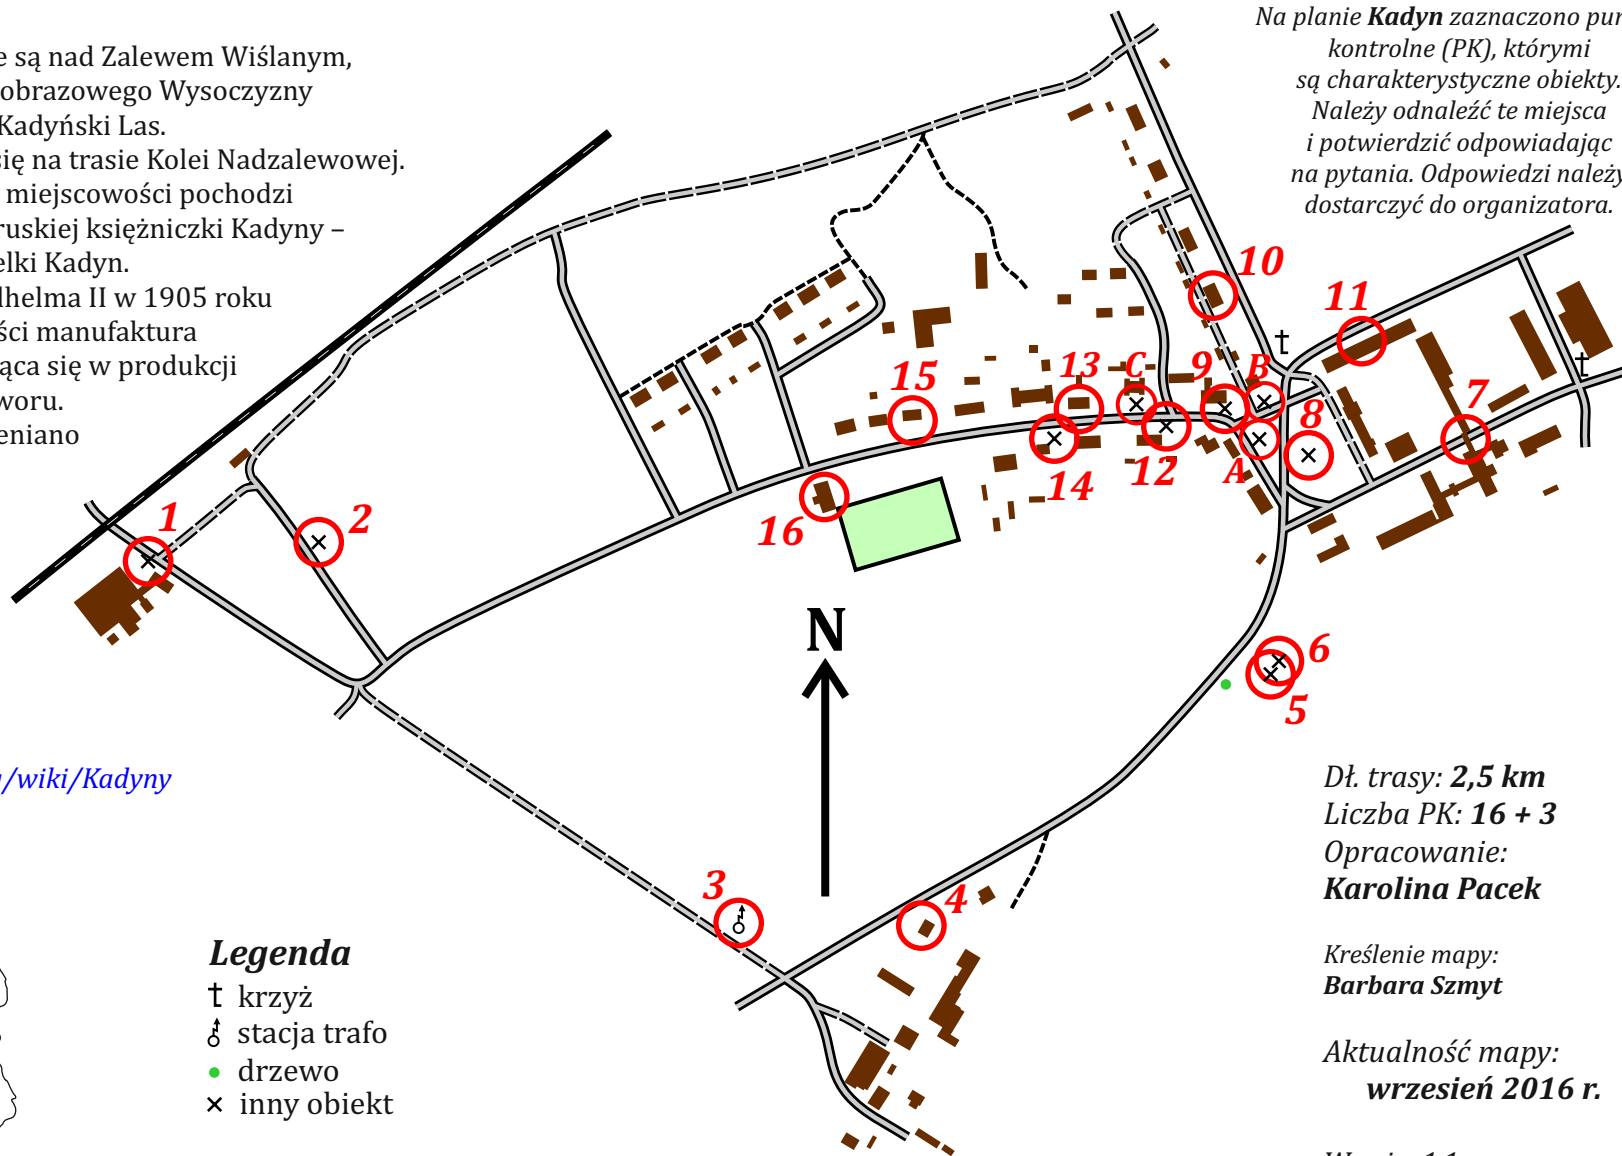 e są nad Zalewem Wiślanym,
obrazowego Wysoczyzny
Kadyński Las.
się na trasie Kolei Nadzalewowej.
miejscowości pochodzi
ruskiej księżniczki Kadyny –
elki Kadyn.
dhelma II w 1905 roku
ści manufaktura
ąca się w produkcji
woru.
eniano
/wiki/Kadyny
Na planie Kadyn zaznaczono pun
kontrolne (PK), którymi
są charakterystyczne obiekty.
Należy odnaleźć te miejsca
i potwierdzić odpowiadając
na pytania. Odpowiedzi należy
dostarczyć do organizatora.
10
11
13
C
9
B
15
7
8
A
14
12
16
1
2
N
6
5
3
4
Legenda
krzyż
stacja trafo
drzewo
inny obiekt
Dł. trasy: 2,5 km
Liczba PK: 16 + 3
Opracowanie:
Karolina Pacek
Kreślenie mapy:
Barbara Szmyt
Aktualność mapy:
wrzesień 2016 r.